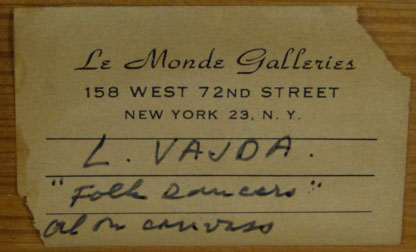 Le Monde Galleries
158 WEST 72ND STREET
NEW YORK 23, N. Y.
L. VAJDA.
"Folk Dancers"
oil on canvass